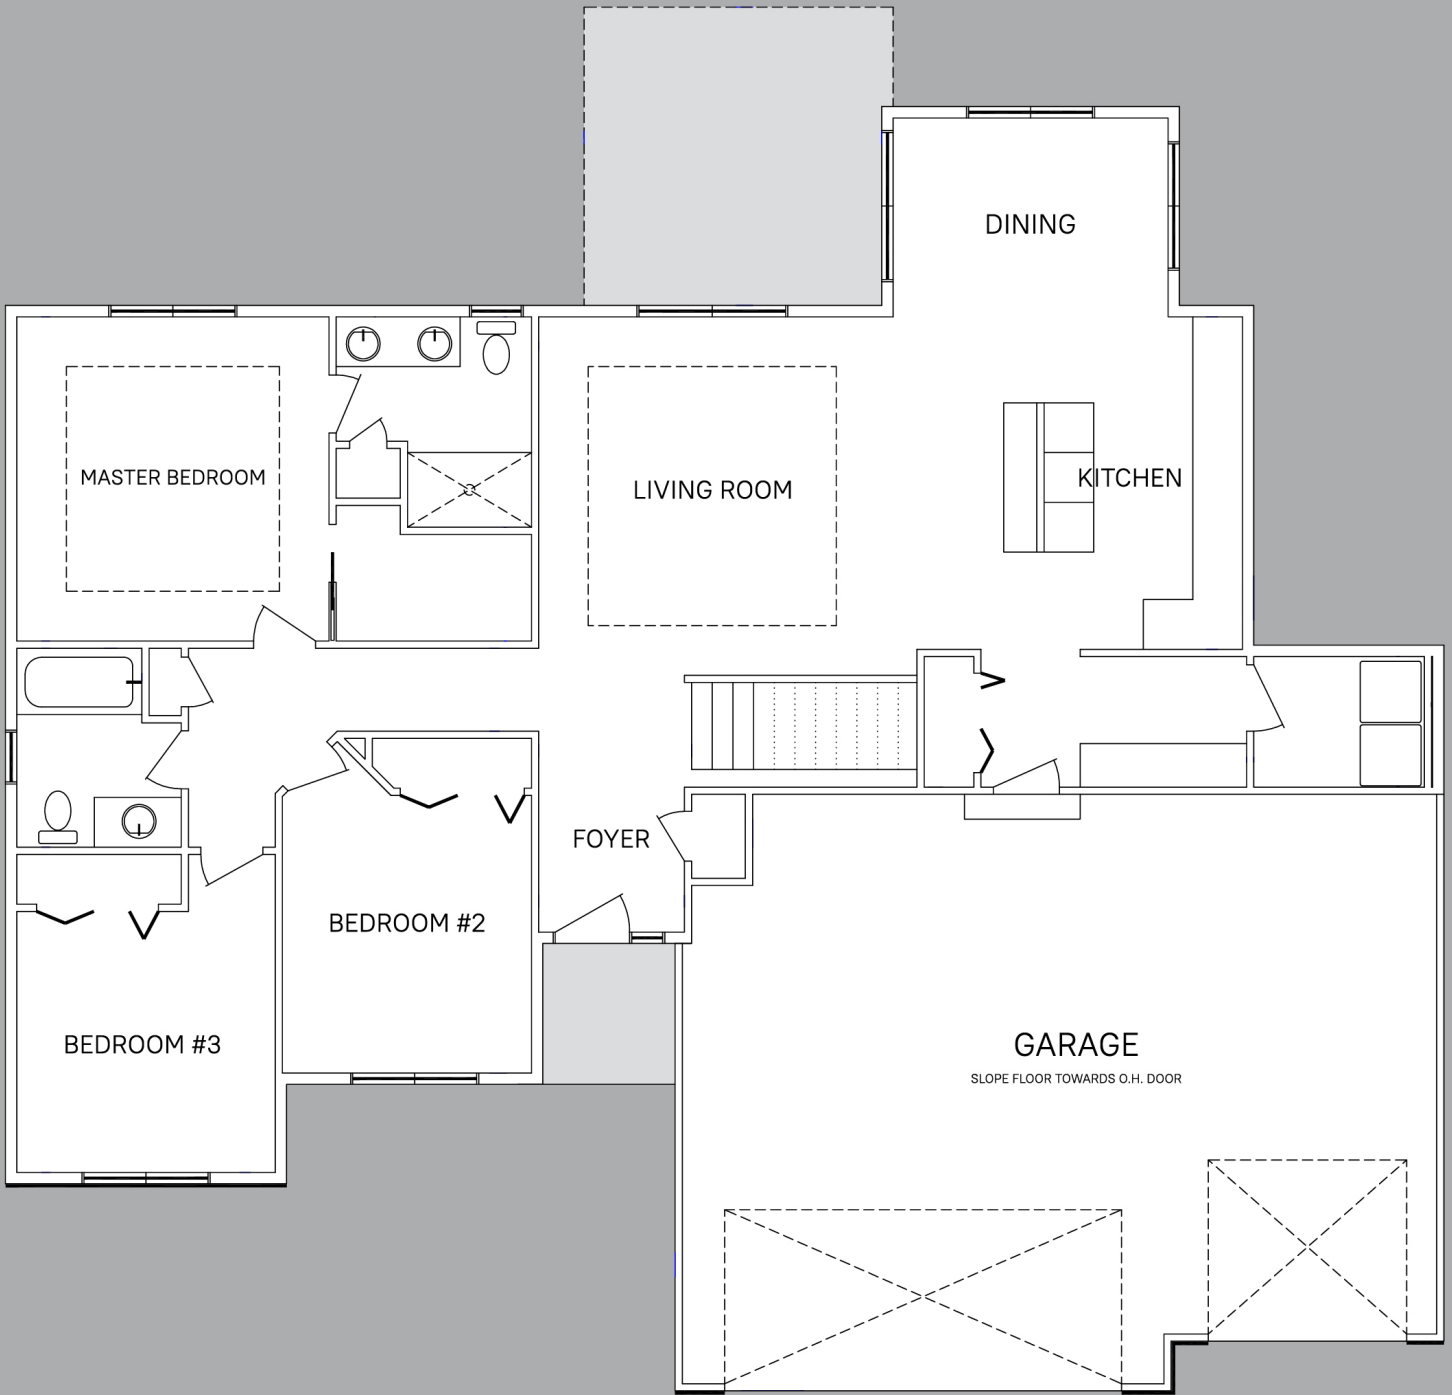 DINING
MASTER BEDROOM
LIVING ROOM
KITCHEN
FOYER
BEDROOM #2
BEDROOM #3
GARAGE
SLOPE FLOOR TOWARDS O.H. DOOR